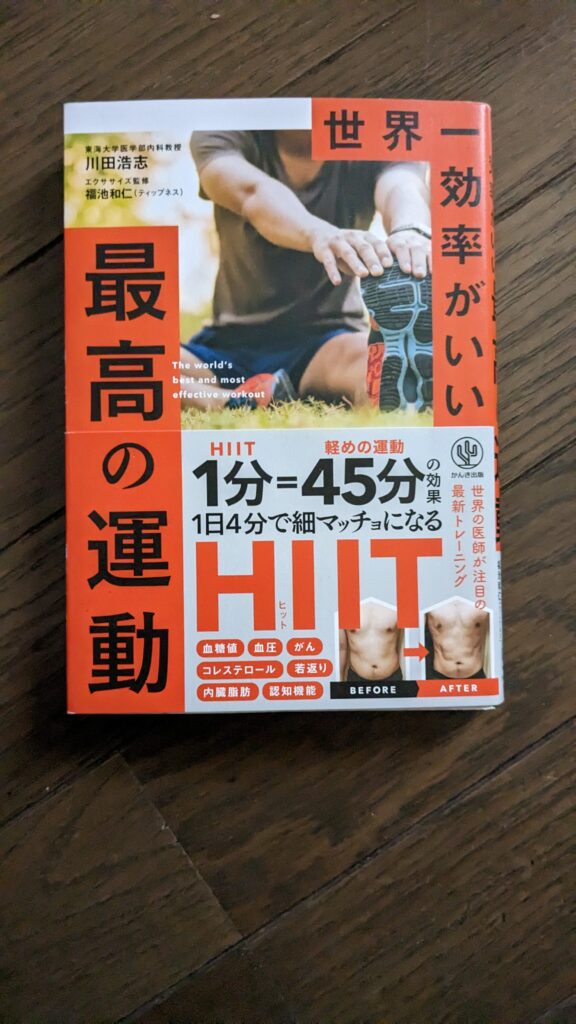 世界一効率がいい
最高の運動
東海大学医学部内科教授
川田浩志
エクササイズ監修
福池和仁(ティップネス)
The world's
best and most
effective workout
HIIT 軽めの運動
1分=45分の効果
1日4分で細マッチョになる
HIIT
ヒット
かんき出版
世界の医師が注目の
最新トレーニング
血糖値 血圧 がん
コレステロール 若返り
内臓脂肪 認知機能
BEFORE AFTER